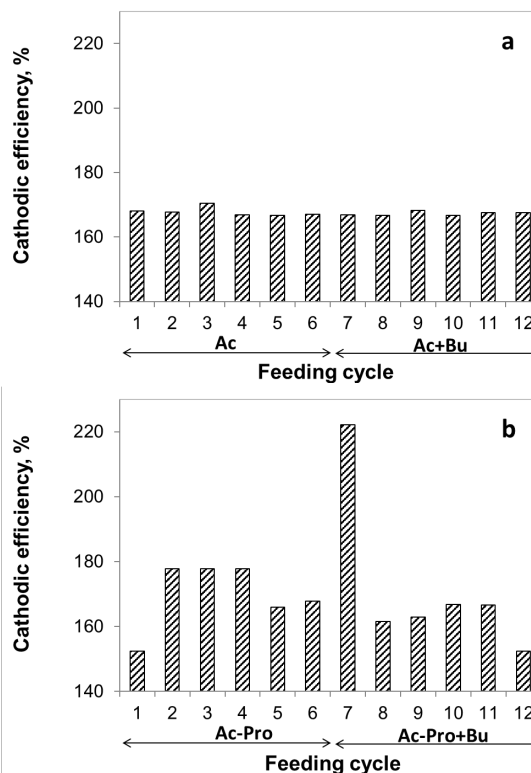 a
Cathodic efficiency, %
220
200
180
160
140
1 2 3 4 5 6 7 8 9 10 11 12
Ac Ac+Bu
Feeding cycle
b
Cathodic efficiency, %
220
200
180
160
140
1 2 3 4 5 6 7 8 9 10 11 12
Ac-Pro Ac-Pro+Bu
Feeding cycle